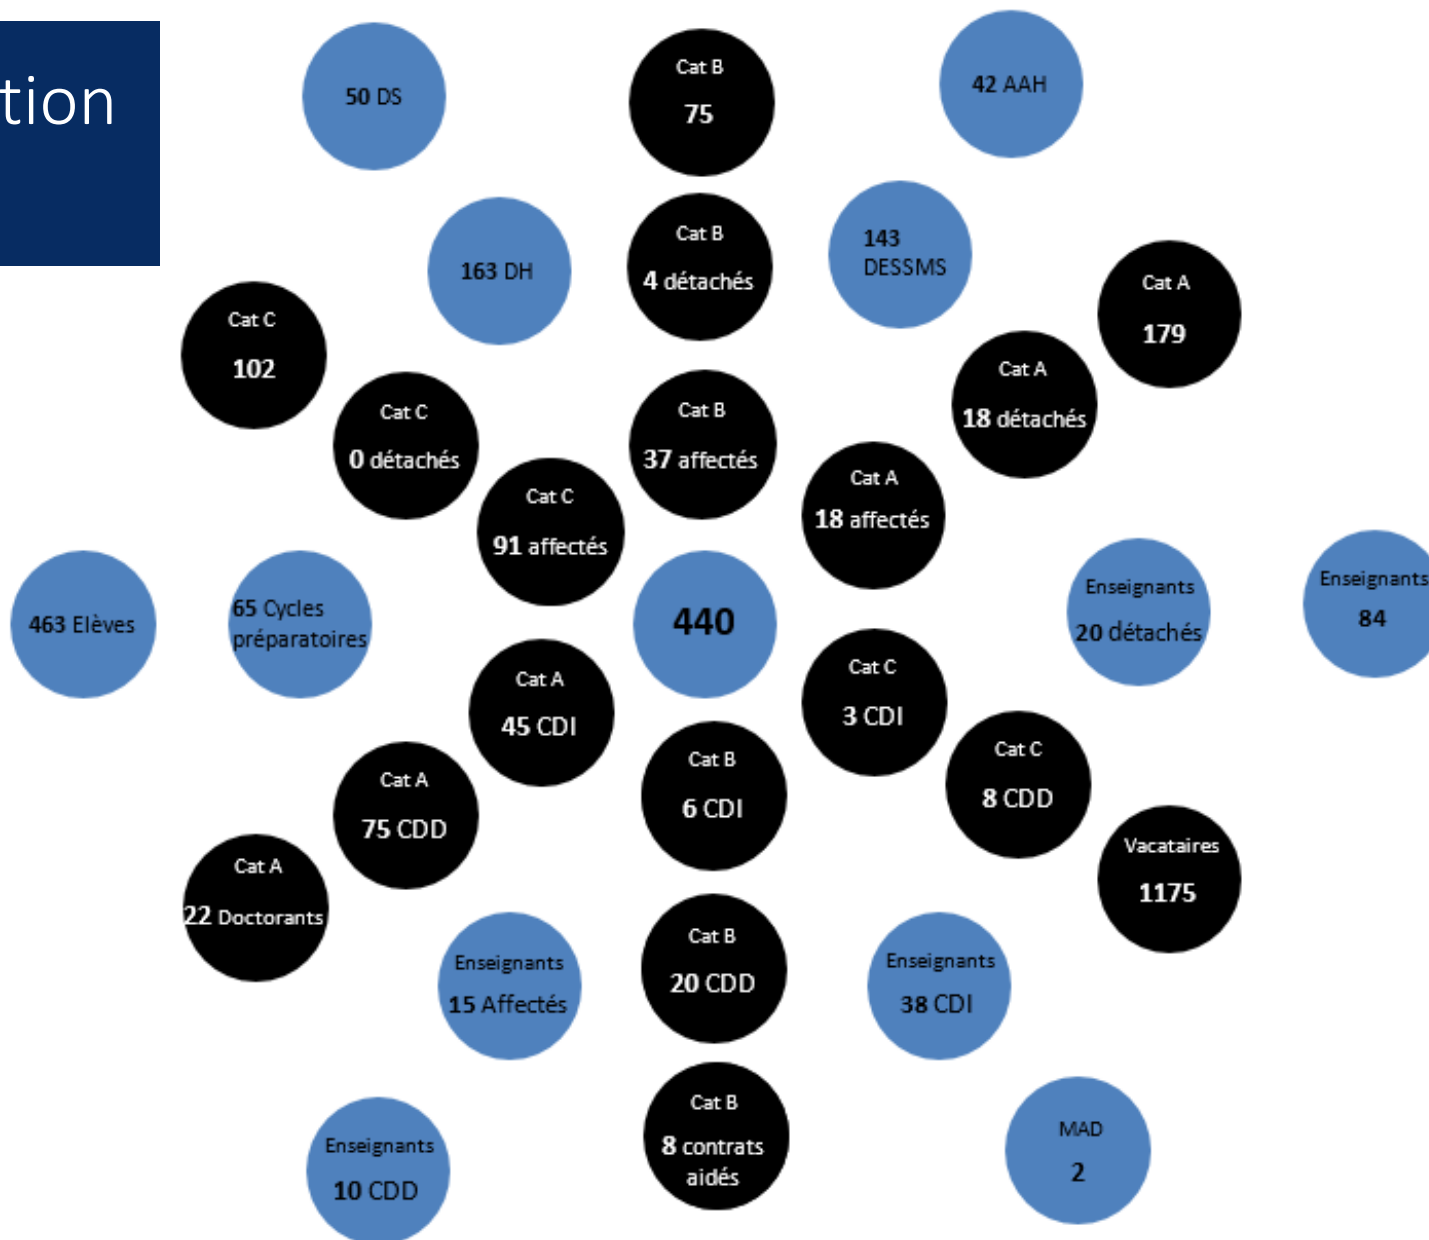 tion
50 DS
Cat B
75
42 AAH
163 DH
Cat B
4 détachés
143
DESSMS
Cat A
179
Cat C
102
Cat C
0 détachés
Cat B
37 affectés
Cat A
18 détachés
Cat C
91 affectés
Cat A
18 affectés
463 Elèves
65 Cycles
préparatoires
440
Enseignants
20 détachés
Enseignants
84
Cat A
45 CDI
Cat C
3 CDI
Cat A
75 CDD
Cat B
6 CDI
Cat C
8 CDD
Cat A
22 Doctorants
Vacataires
1175
Enseignants
15 Affectés
Cat B
20 CDD
Enseignants
38 CDI
Enseignants
10 CDD
Cat B
8 contrats
aidés
MAD
2